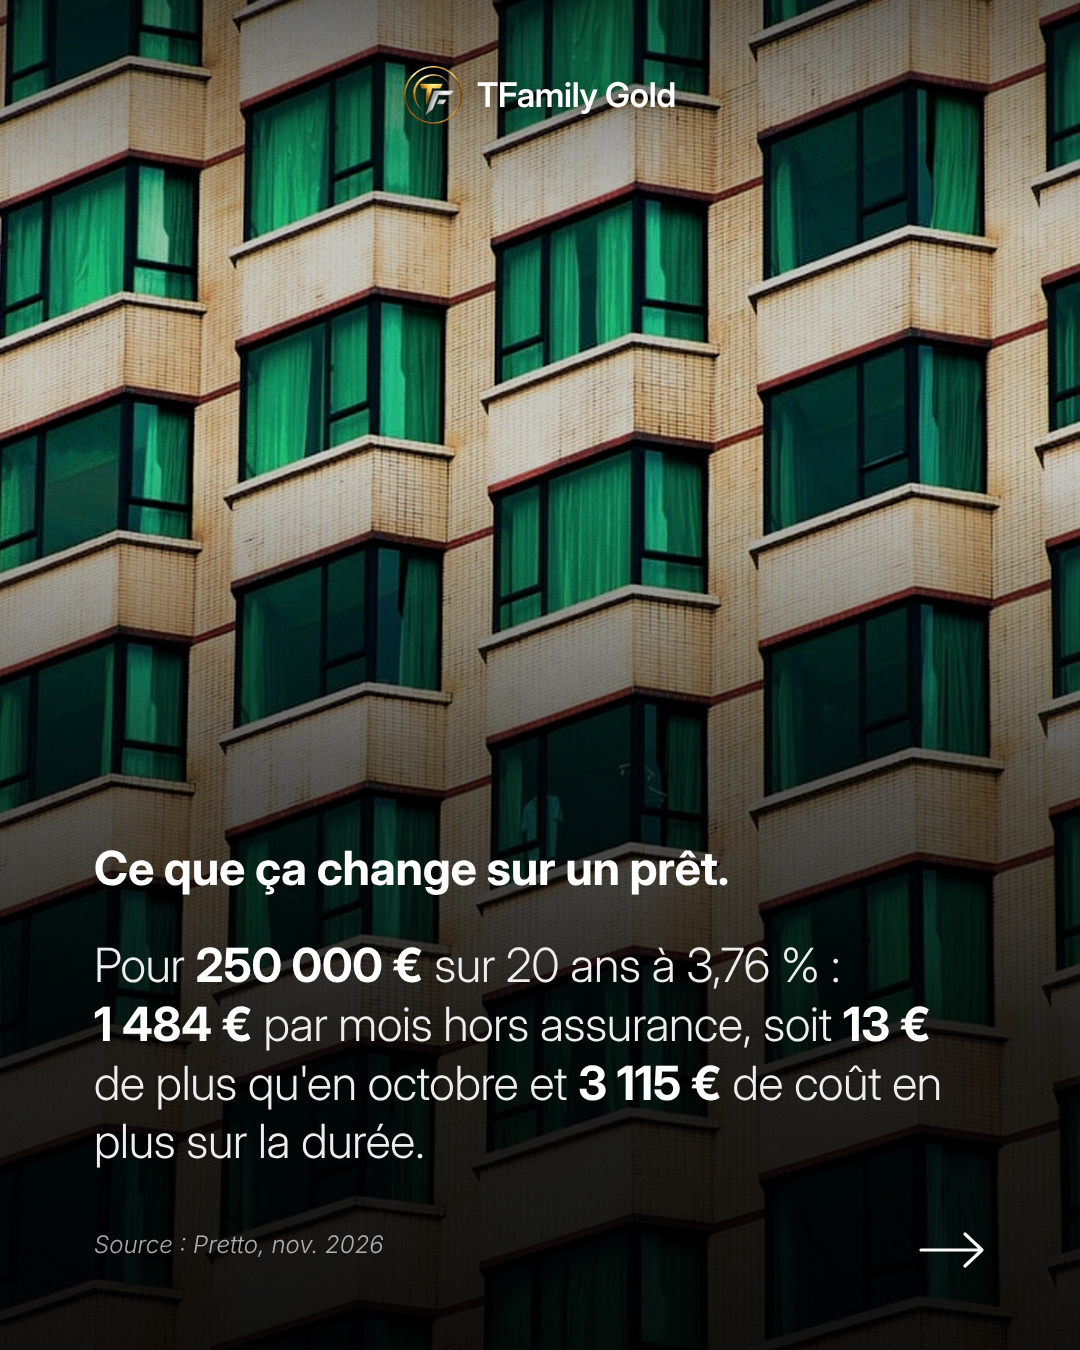 TF TFamily Gold
Ce que ça change sur un prêt.
Pour 250 000 € sur 20 ans à 3,76 % :
1 484 € par mois hors assurance, soit 13 €
de plus qu'en octobre et 3 115 € de coût en
plus sur la durée.
Source : Pretto, nov. 2026